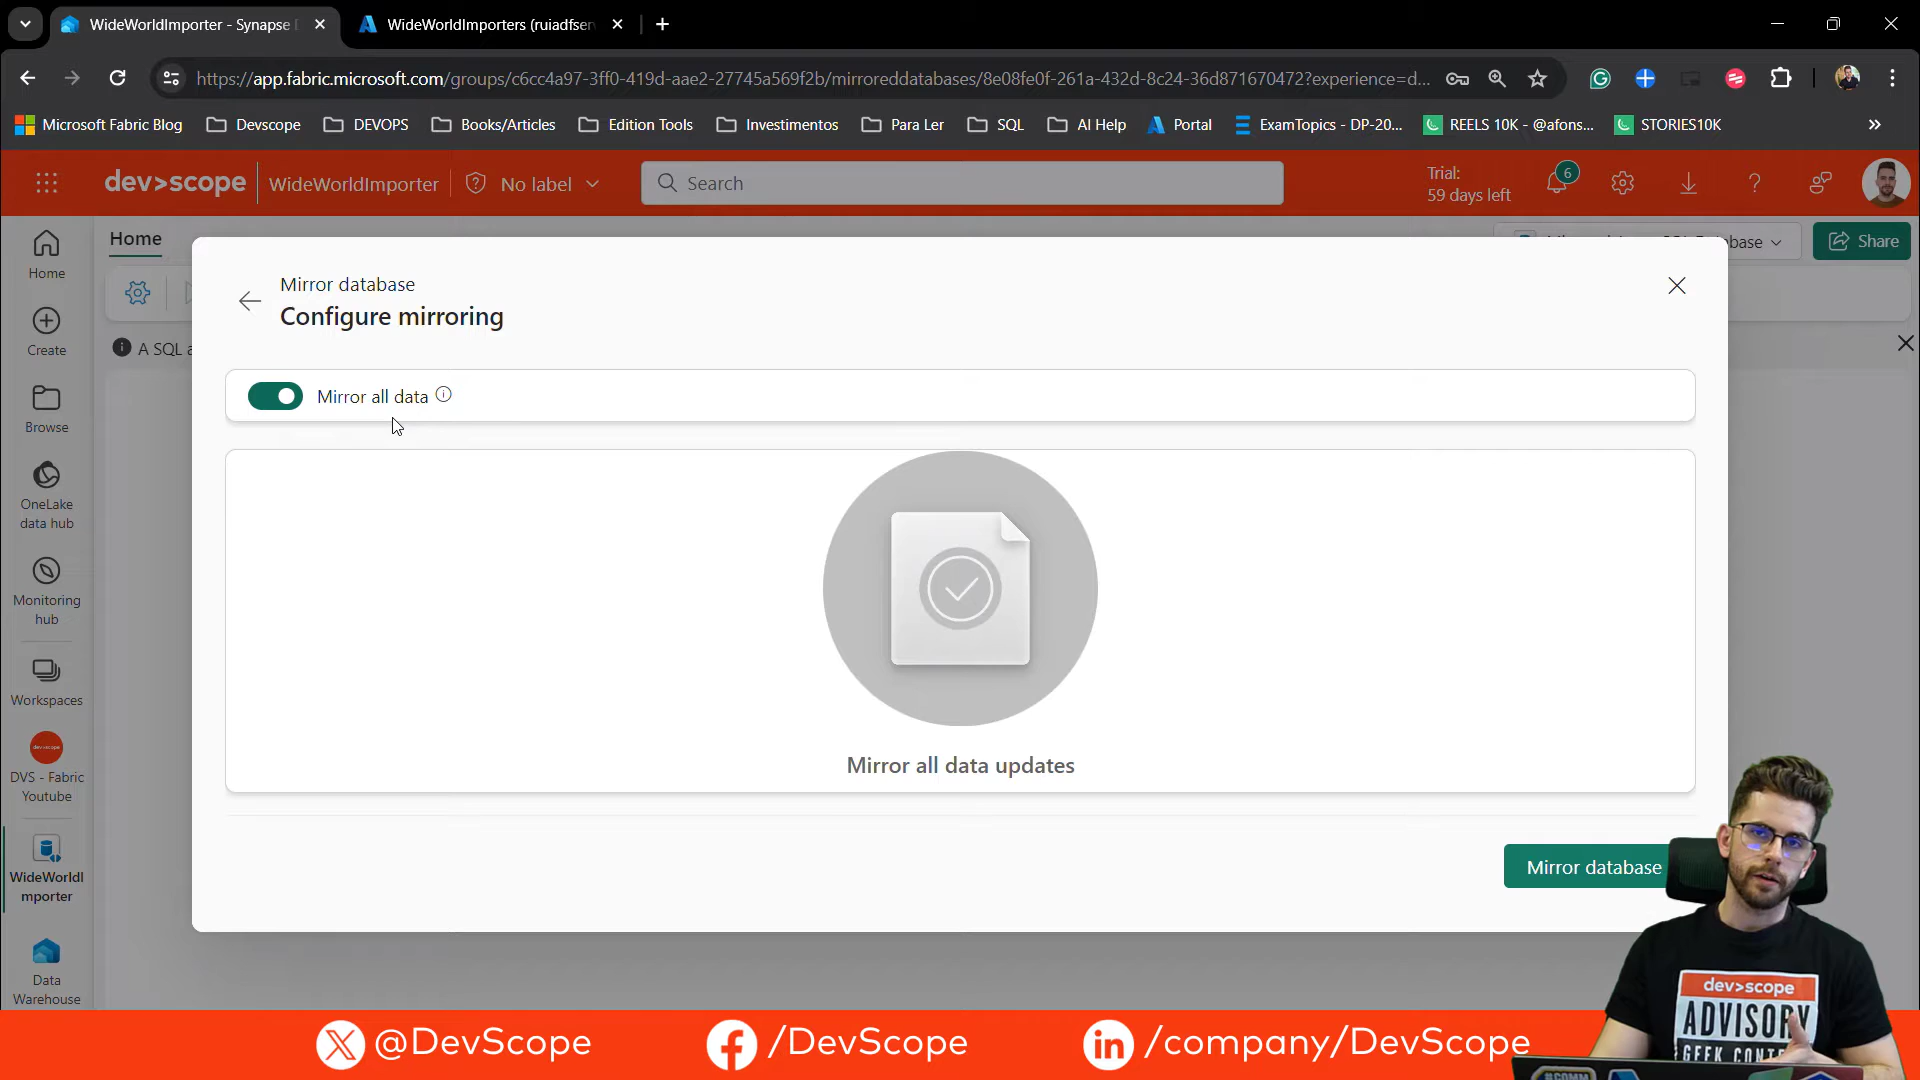 WideWorldImporter - Synapse
WideWorldImporters (ruiadfser
https://app.fabric.microsoft.com/groups/c6cc4a97-3ff0-419d-aae2-27745a569f2b/mirroreddatabases/8e08fe0f-261a-432d-8c24-36d871670472?experience=d...
Microsoft Fabric Blog
Devscope
DEVOPS
Books/Articles
Edition Tools
Investimentos
Para Ler
SQL
AI Help
Portal
ExamTopics - DP-20...
REELS 10K - @afons...
STORIES10K
dev>scope
WideWorldImporter
No label
Search
Trial:
59 days left
6
Home
Share
Home
Create
Browse
OneLake
data hub
Monitoring
hub
Workspaces
DVS - Fabric
Youtube
WideWorldI
mporter
Data
Warehouse
A SQL a
Mirror database
Configure mirroring
Mirror all data
Mirror all data updates
Mirror database
dev>scope
ADVISORY
GEEK CONTE
@DevScope
/DevScope
/company/DevScope